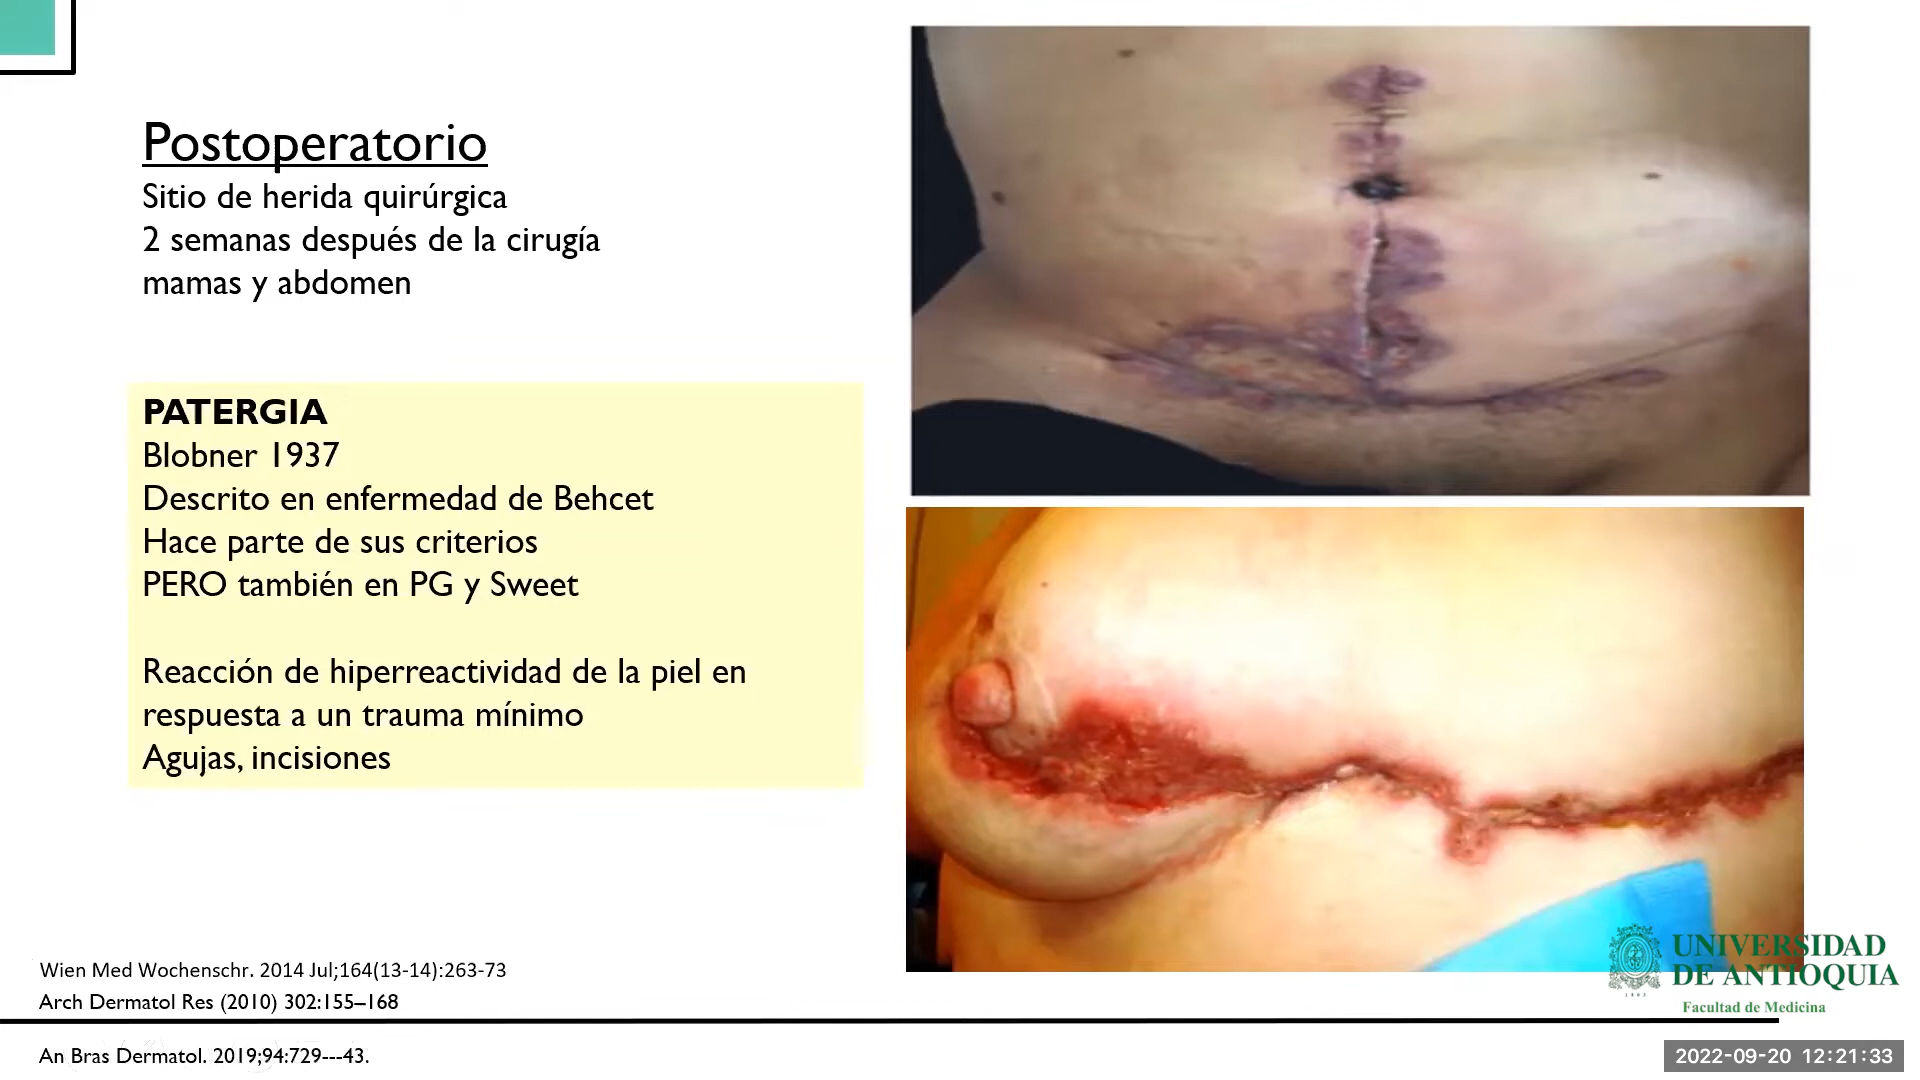 Postoperatorio
Sitio de herida quirúrgica
2 semanas después de la cirugía
mamas y abdomen
PATERGIA
Blobner 1937
Descrito en enfermedad de Behcet
Hace parte de sus criterios
PERO también en PG y Sweet
Reacción de hiperreactividad de la piel en
respuesta a un trauma mínimo
Agujas, incisiones
Wien Med Wochenschr. 2014 Jul;164(13-14):263-73
Arch Dermatol Res (2010) 302:155–168
An Bras Dermatol. 2019;94:729---43.
UNIVERSIDAD
DE ANTIOQUIA
1803
Facultad de Medicina
2022-09-20 12:21:33